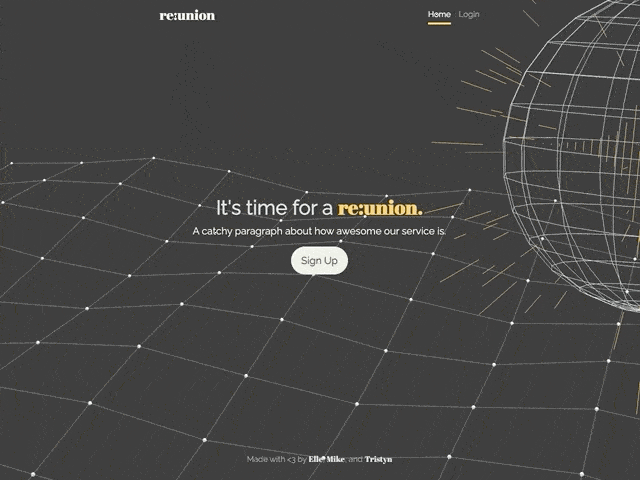 re:union
Home Login
It's time for a re:union.
A catchy paragraph about how awesome our service is.
Sign Up
Made with <3 by Elle, Mike, and Tristyn